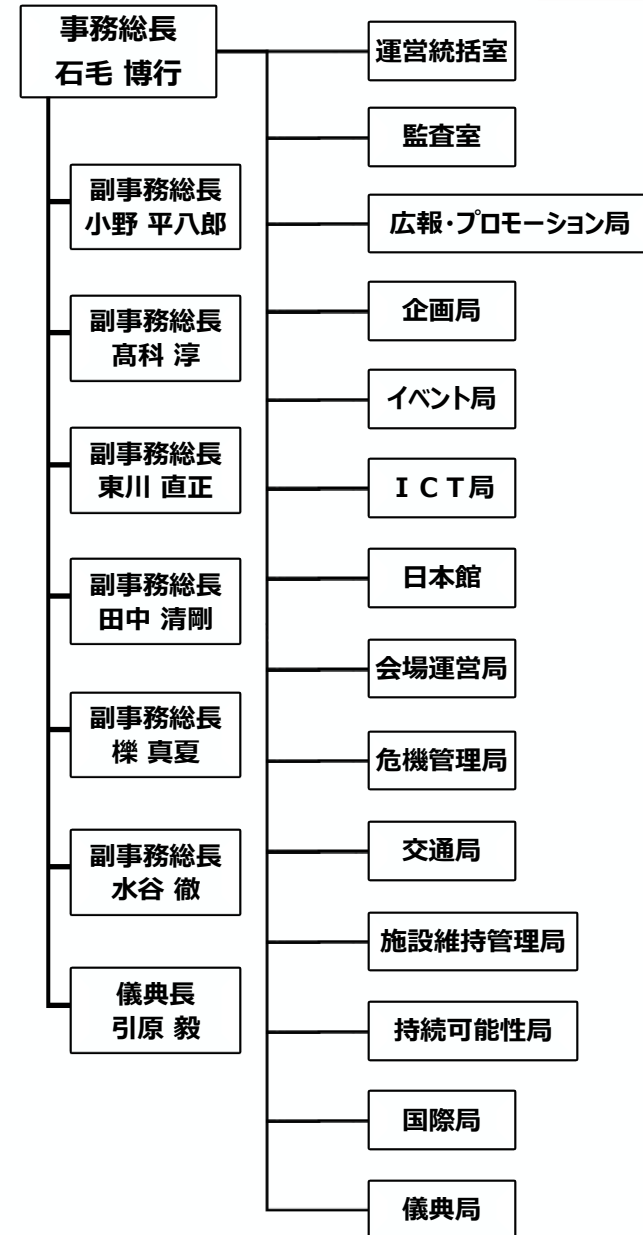 事務総長
石毛 博行
副事務総長
小野 平八郎
副事務総長
髙科 淳
副事務総長
東川 直正
副事務総長
田中 清剛
副事務総長
櫟 真夏
副事務総長
水谷 徹
儀典長
引原 毅
運営統括室
監査室
広報・プロモーション局
企画局
イベント局
ＩＣＴ局
日本館
会場運営局
危機管理局
交通局
施設維持管理局
持続可能性局
国際局
儀典局